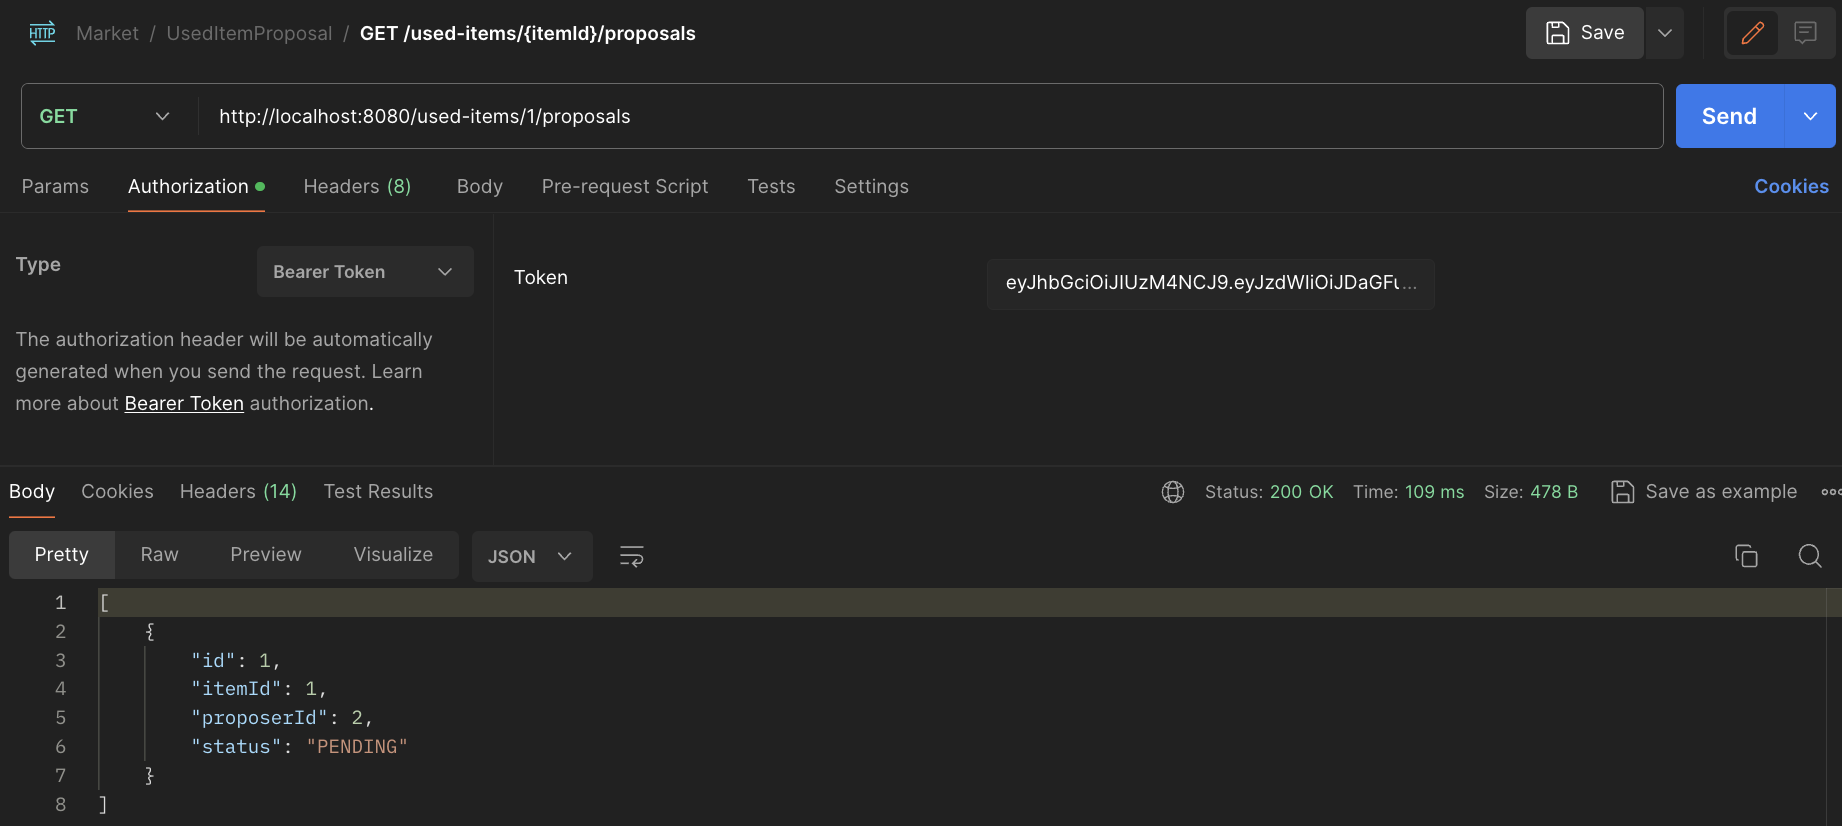 HTTP Market / UsedItemProposal / GET /used-items/{itemId}/proposals Save
GET http://localhost:8080/used-items/1/proposals Send
Params Authorization Headers (8) Body Pre-request Script Tests Settings Cookies
Type Bearer Token
Token eyJhbGciOiJIUzM4NCJ9.eyJzdWIiOiJDaGFu...
The authorization header will be automatically
generated when you send the request. Learn
more about Bearer Token authorization.
Body Cookies Headers (14) Test Results Status: 200 OK Time: 109 ms Size: 478 B Save as example
Pretty Raw Preview Visualize JSON
1 [
2 {
3 "id": 1,
4 "itemId": 1,
5 "proposerId": 2,
6 "status": "PENDING"
7 }
8 ]